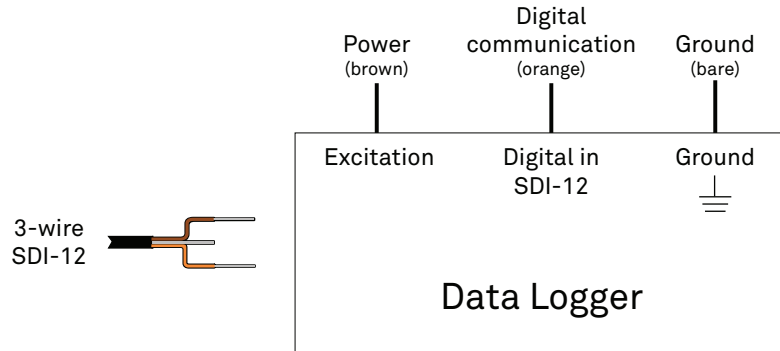 Power
(brown)
Digital
communication
(orange)
Ground
(bare)
Excitation
Digital in
SDI-12
Ground
3-wire
SDI-12
Data Logger